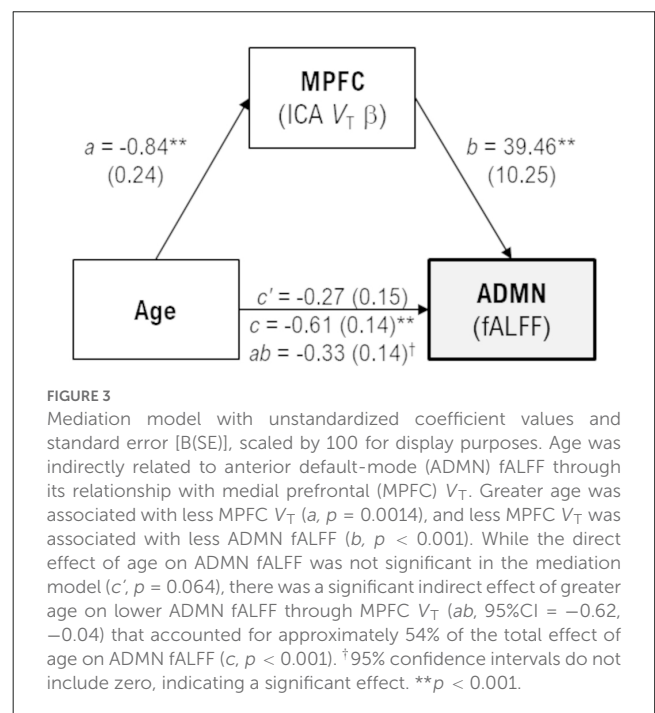 MPFC
(ICA V_T β)
a = -0.84**
(0.24)
b = 39.46**
(10.25)
Age
c' = -0.27 (0.15)
c = -0.61 (0.14)**
ab = -0.33 (0.14)†
ADMN
(fALFF)
FIGURE 3
Mediation model with unstandardized coefficient values and
standard error [B(SE)], scaled by 100 for display purposes. Age was
indirectly related to anterior default-mode (ADMN) fALFF through
its relationship with medial prefrontal (MPFC) V_T. Greater age was
associated with less MPFC V_T (a, p = 0.0014), and less MPFC V_T was
associated with less ADMN fALFF (b, p < 0.001). While the direct
effect of age on ADMN fALFF was not significant in the mediation
model (c′, p = 0.064), there was a significant indirect effect of greater
age on lower ADMN fALFF through MPFC V_T (ab, 95%CI = −0.62,
−0.04) that accounted for approximately 54% of the total effect of
age on ADMN fALFF (c, p < 0.001). †95% confidence intervals do not
include zero, indicating a significant effect. **p < 0.001.